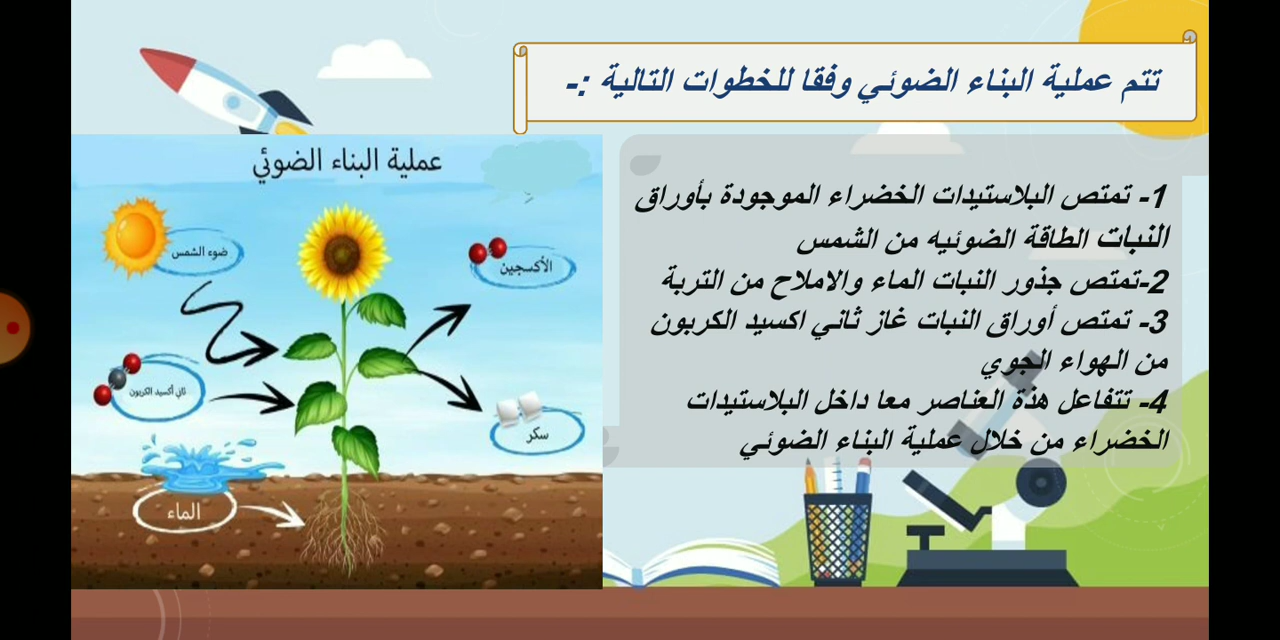 تتم عملية البناء الضوئي وفقا للخطوات التالية :-
1- تمتص البلاستيدات الخضراء الموجودة بأوراق
النبات الطاقة الضوئيه من الشمس
2-تمتص جذور النبات الماء والاملاح من التربة
3- تمتص أوراق النبات غاز ثاني اكسيد الكربون
من الهواء الجوي
4- تتفاعل هذة العناصر معا داخل البلاستيدات
الخضراء من خلال عملية البناء الضوئي
عملية البناء الضوئي
ضوء الشمس
الأكسجين
ثاني أكسيد الكربون
سكر
الماء